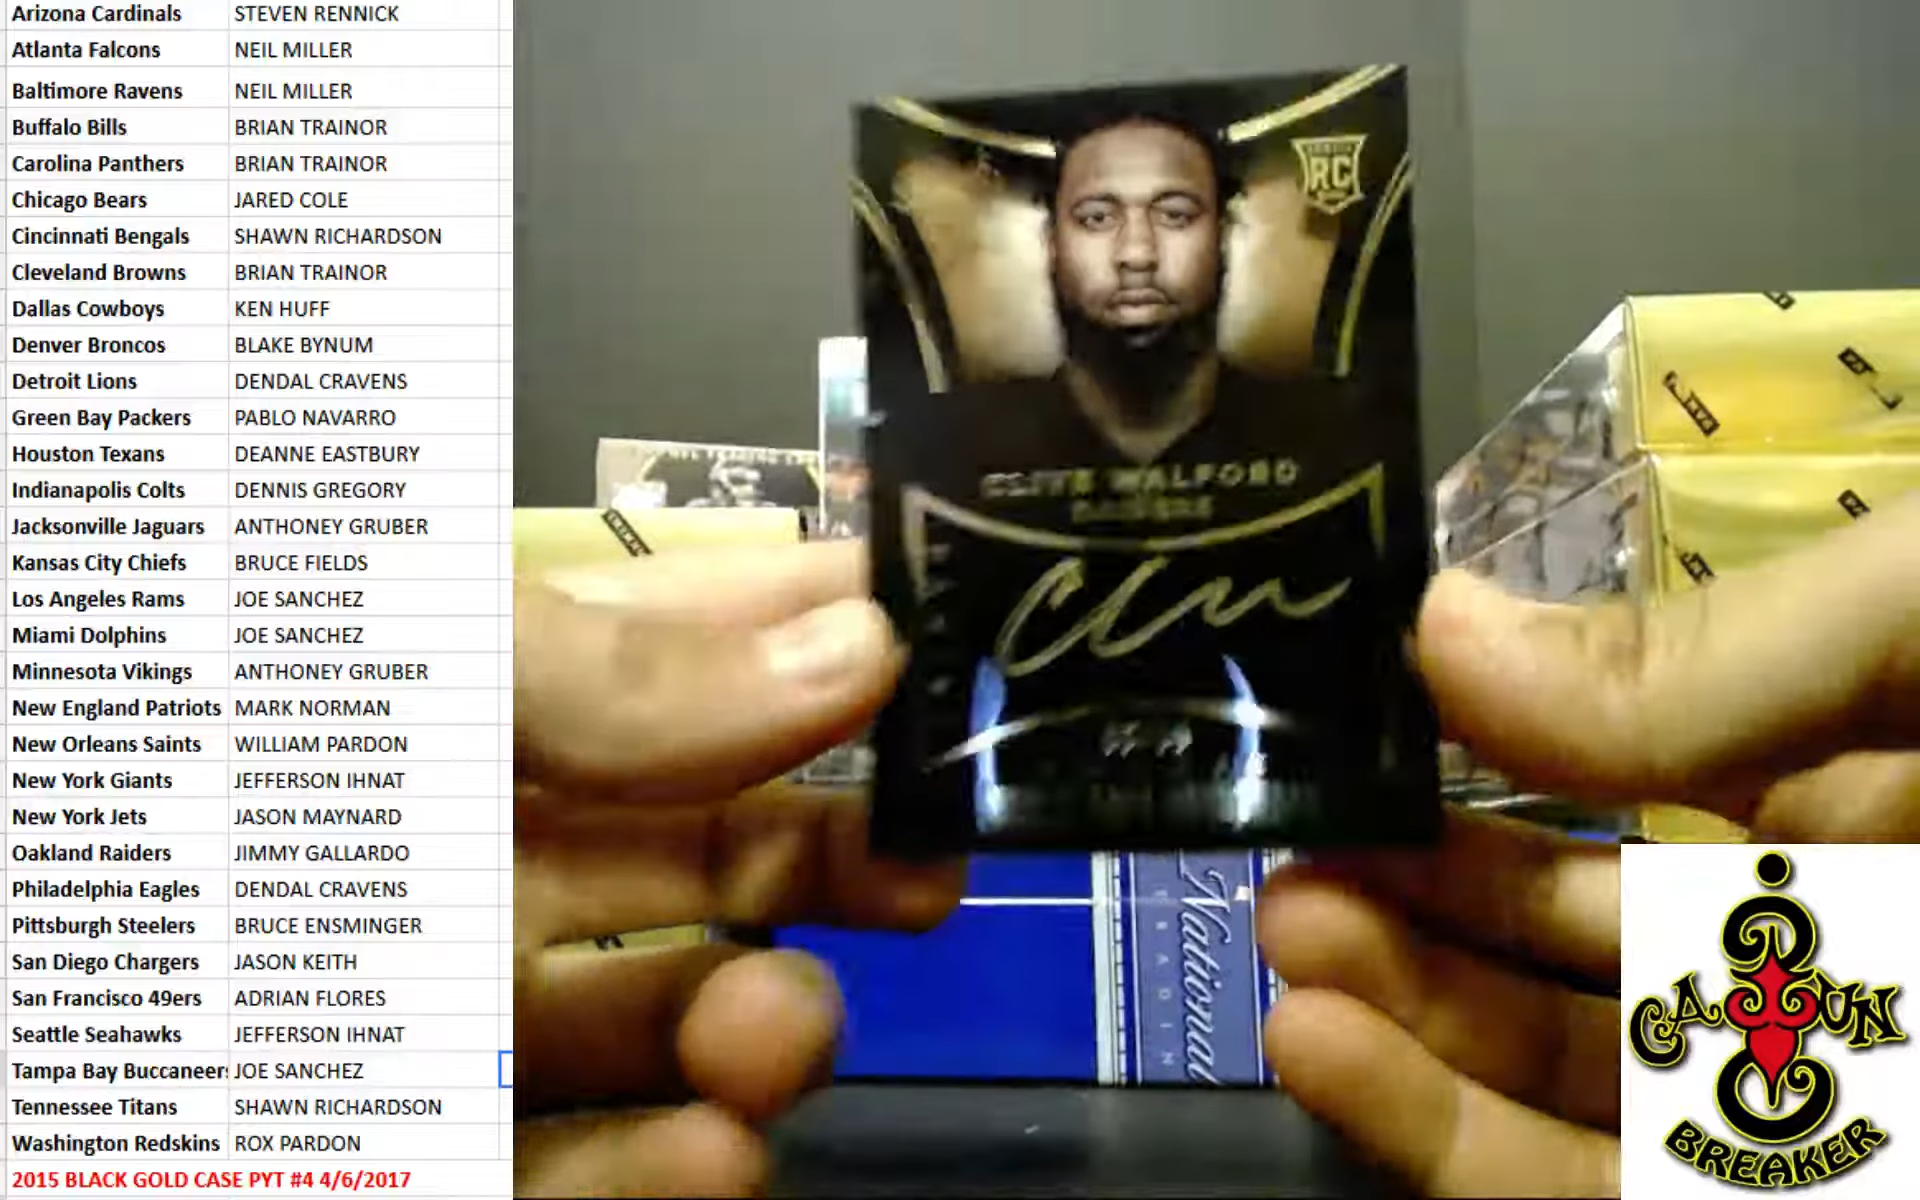 Arizona Cardinals STEVEN RENNICK
Atlanta Falcons NEIL MILLER
Baltimore Ravens NEIL MILLER
Buffalo Bills BRIAN TRAINOR
Carolina Panthers BRIAN TRAINOR
Chicago Bears JARED COLE
Cincinnati Bengals SHAWN RICHARDSON
Cleveland Browns BRIAN TRAINOR
Dallas Cowboys KEN HUFF
Denver Broncos BLAKE BYNUM
Detroit Lions DENDAL CRAVENS
Green Bay Packers PABLO NAVARRO
Houston Texans DEANNE EASTBURY
Indianapolis Colts DENNIS GREGORY
Jacksonville Jaguars ANTHONEY GRUBER
Kansas City Chiefs BRUCE FIELDS
Los Angeles Rams JOE SANCHEZ
Miami Dolphins JOE SANCHEZ
Minnesota Vikings ANTHONEY GRUBER
New England Patriots MARK NORMAN
New Orleans Saints WILLIAM PARDON
New York Giants JEFFERSON IHNAT
New York Jets JASON MAYNARD
Oakland Raiders JIMMY GALLARDO
Philadelphia Eagles DENDAL CRAVENS
Pittsburgh Steelers BRUCE ENSMINGER
San Diego Chargers JASON KEITH
San Francisco 49ers ADRIAN FLORES
Seattle Seahawks JEFFERSON IHNAT
Tampa Bay Buccaneer JOE SANCHEZ
Tennessee Titans SHAWN RICHARDSON
Washington Redskins ROX PARDON
2015 BLACK GOLD CASE PYT #4 4/6/2017
RC
CLIVE WALFORD
RAIDERS
National
CAJUN
BREAKER